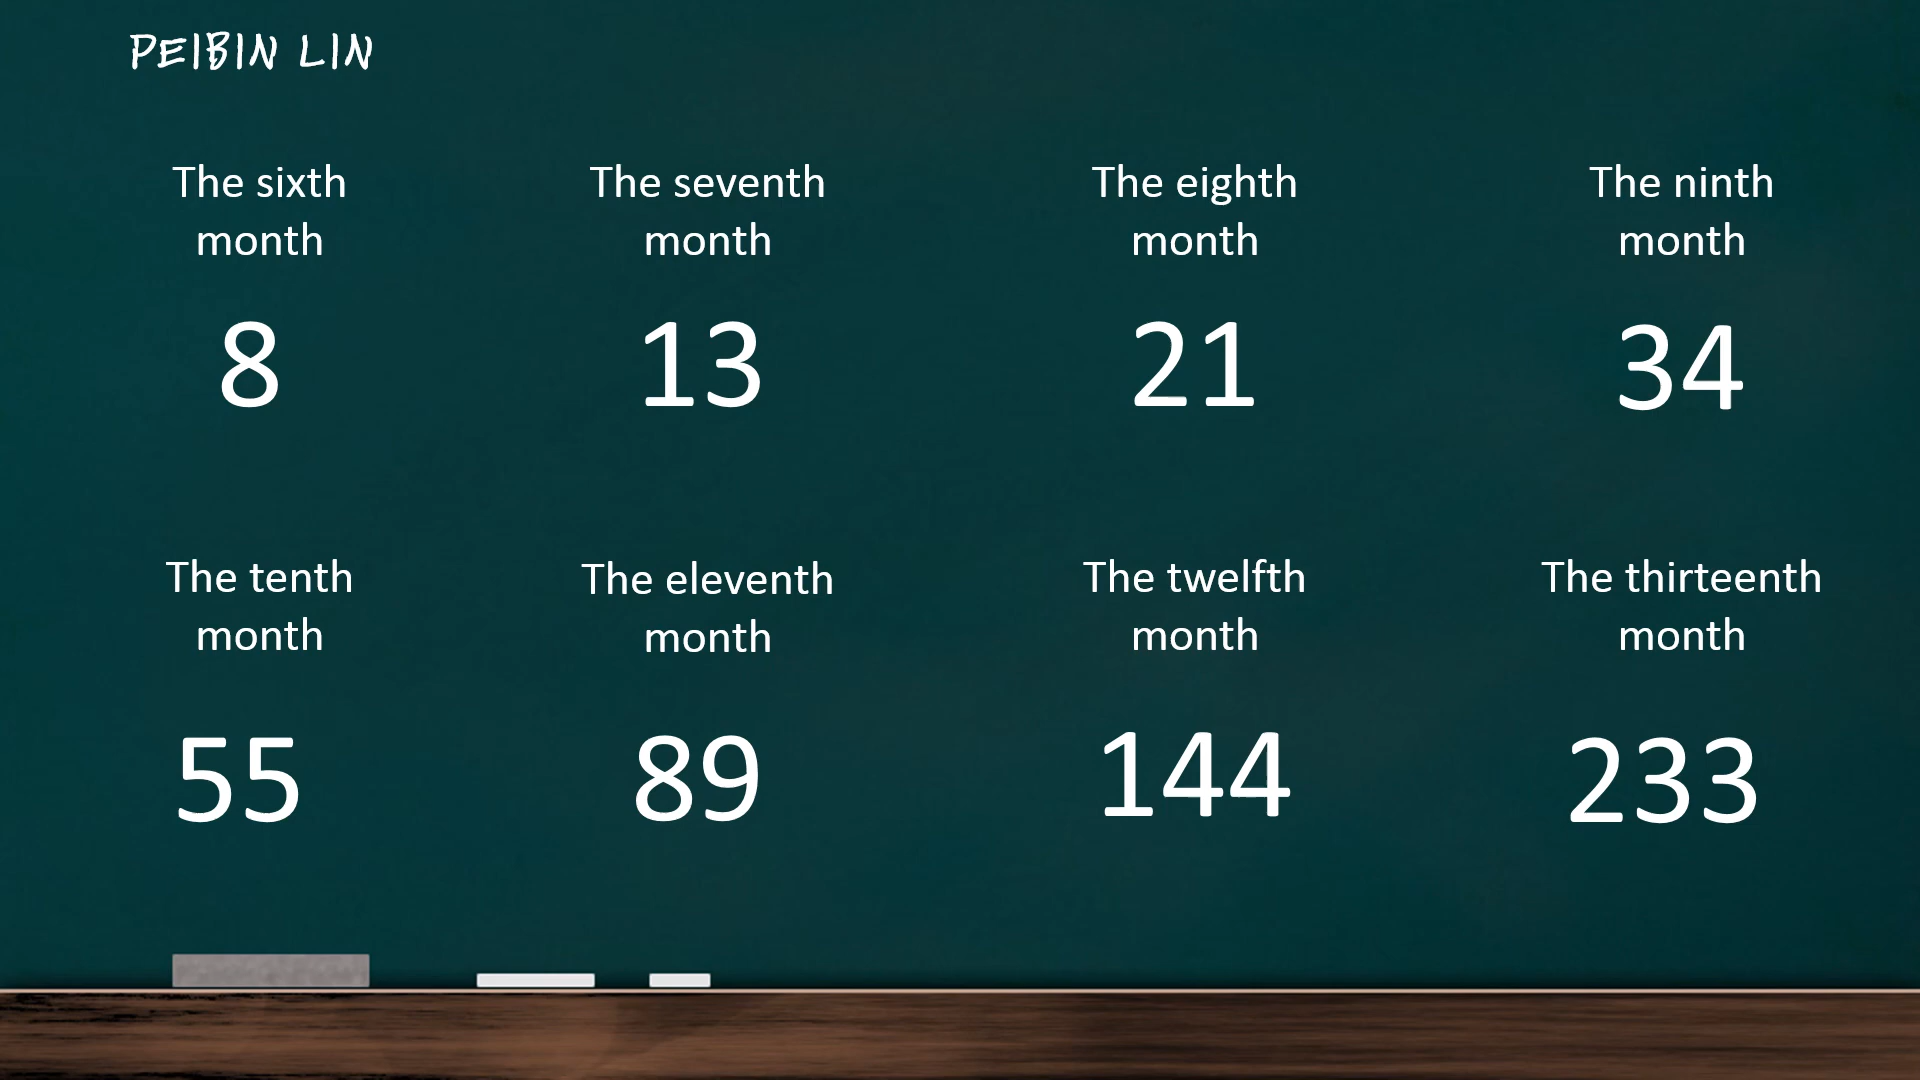 PEIBIN LIN
The sixth
month
8
The seventh
month
13
The eighth
month
21
The ninth
month
34
The tenth
month
55
The eleventh
month
89
The twelfth
month
144
The thirteenth
month
233